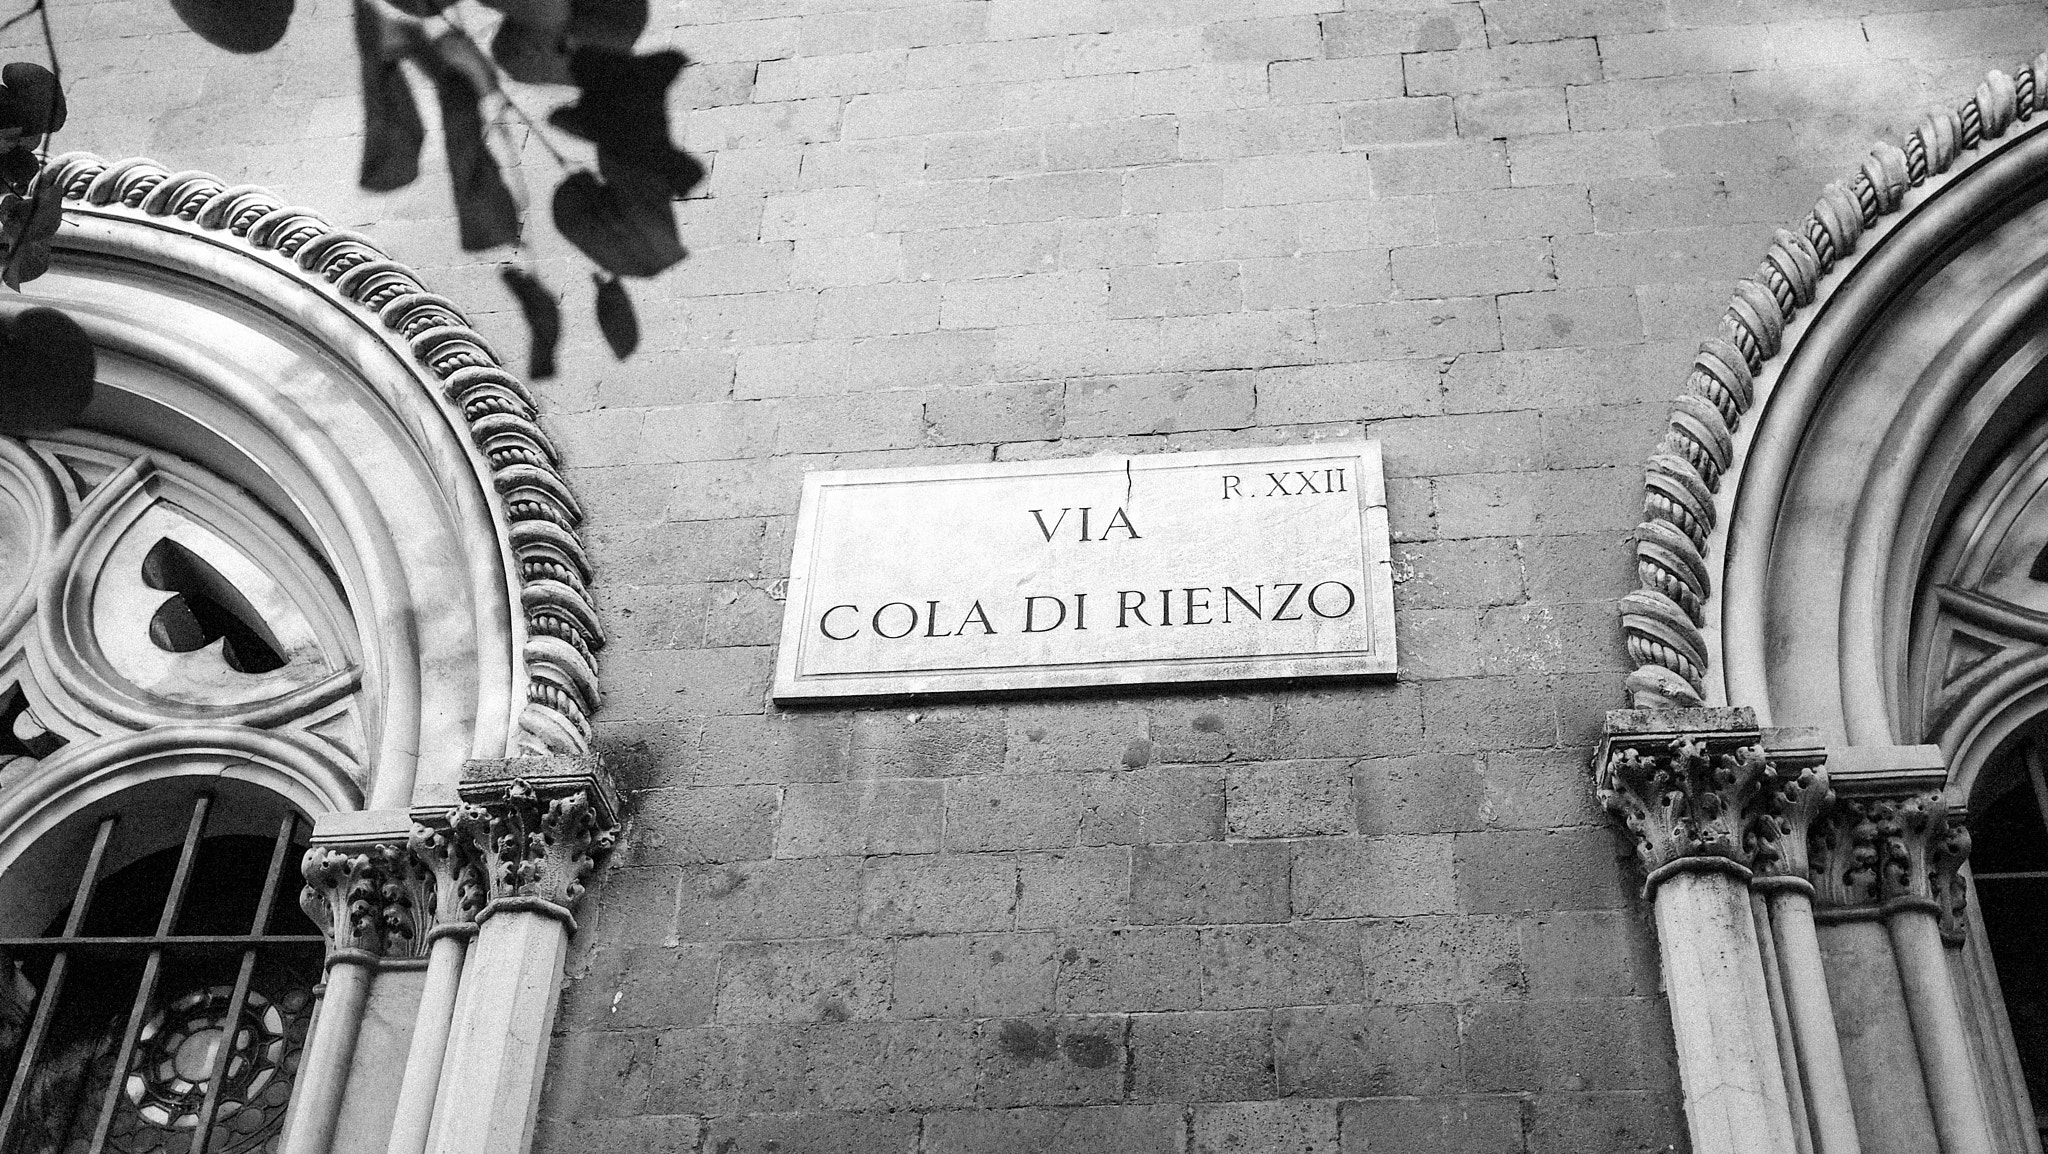 R. XXII
VIA
COLA DI RIENZO